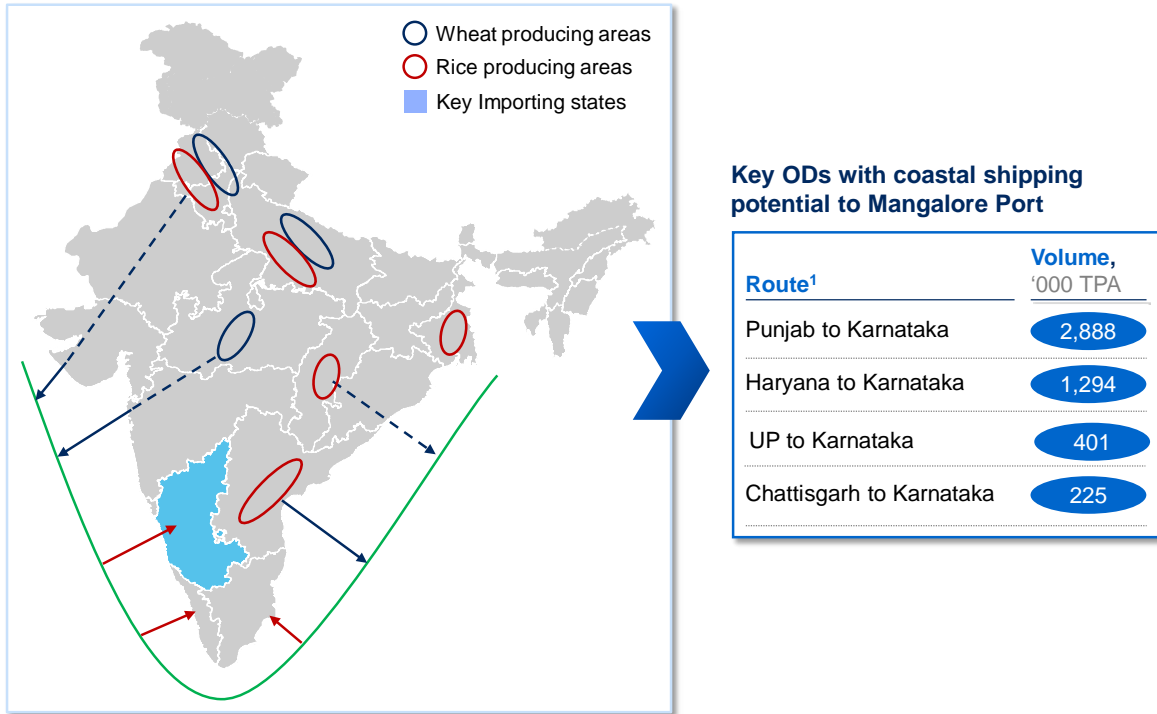 Wheat producing areas
Rice producing areas
Key Importing states
Key ODs with coastal shipping
potential to Mangalore Port
Route¹ Volume,
‘000 TPA
Punjab to Karnataka 2,888
Haryana to Karnataka 1,294
UP to Karnataka 401
Chattisgarh to Karnataka 225